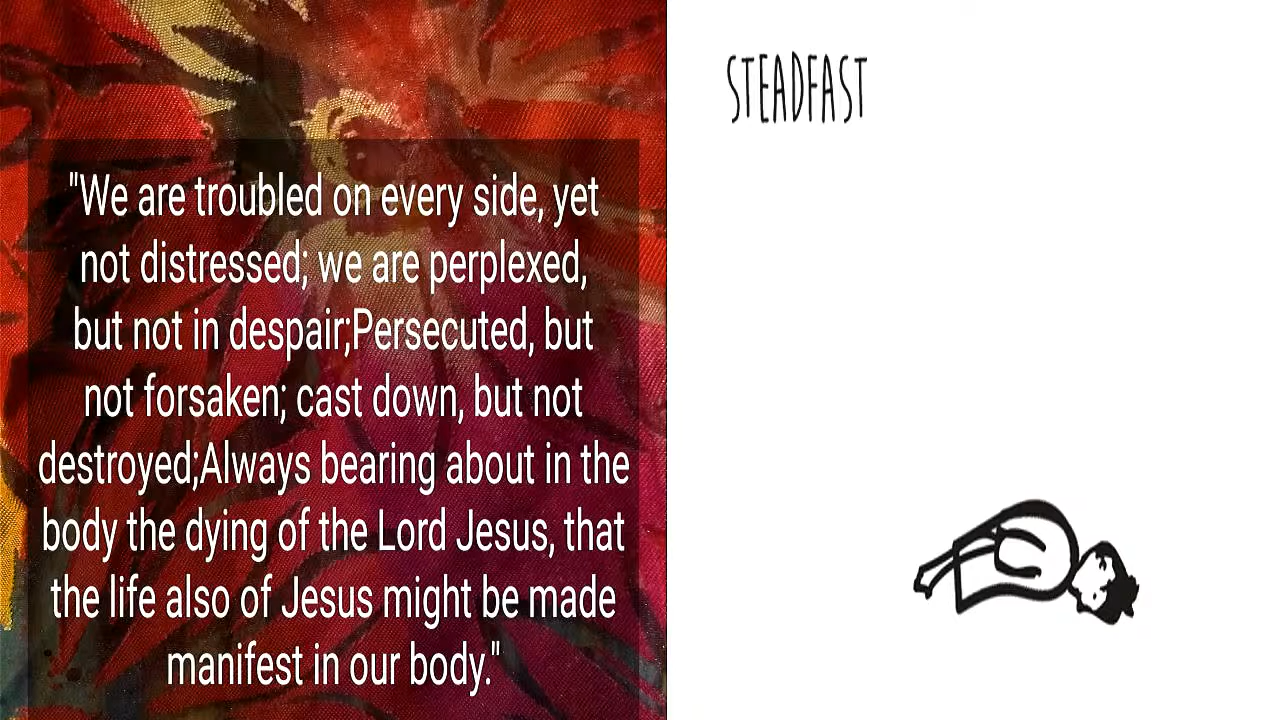 "We are troubled on every side, yet
not distressed; we are perplexed,
but not in despair;Persecuted, but
not forsaken; cast down, but not
destroyed;Always bearing about in the
body the dying of the Lord Jesus, that
the life also of Jesus might be made
manifest in our body."
STEADFAST